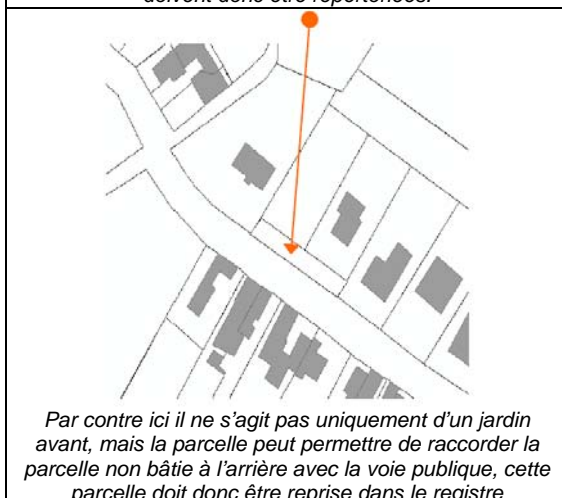 doivent donc être répertoriées.
Par contre ici il ne s'agit pas uniquement d'un jardin
avant, mais la parcelle peut permettre de raccorder la
parcelle non bâtie à l'arrière avec la voie publique, cette
parcelle doit donc être reprise dans le registre